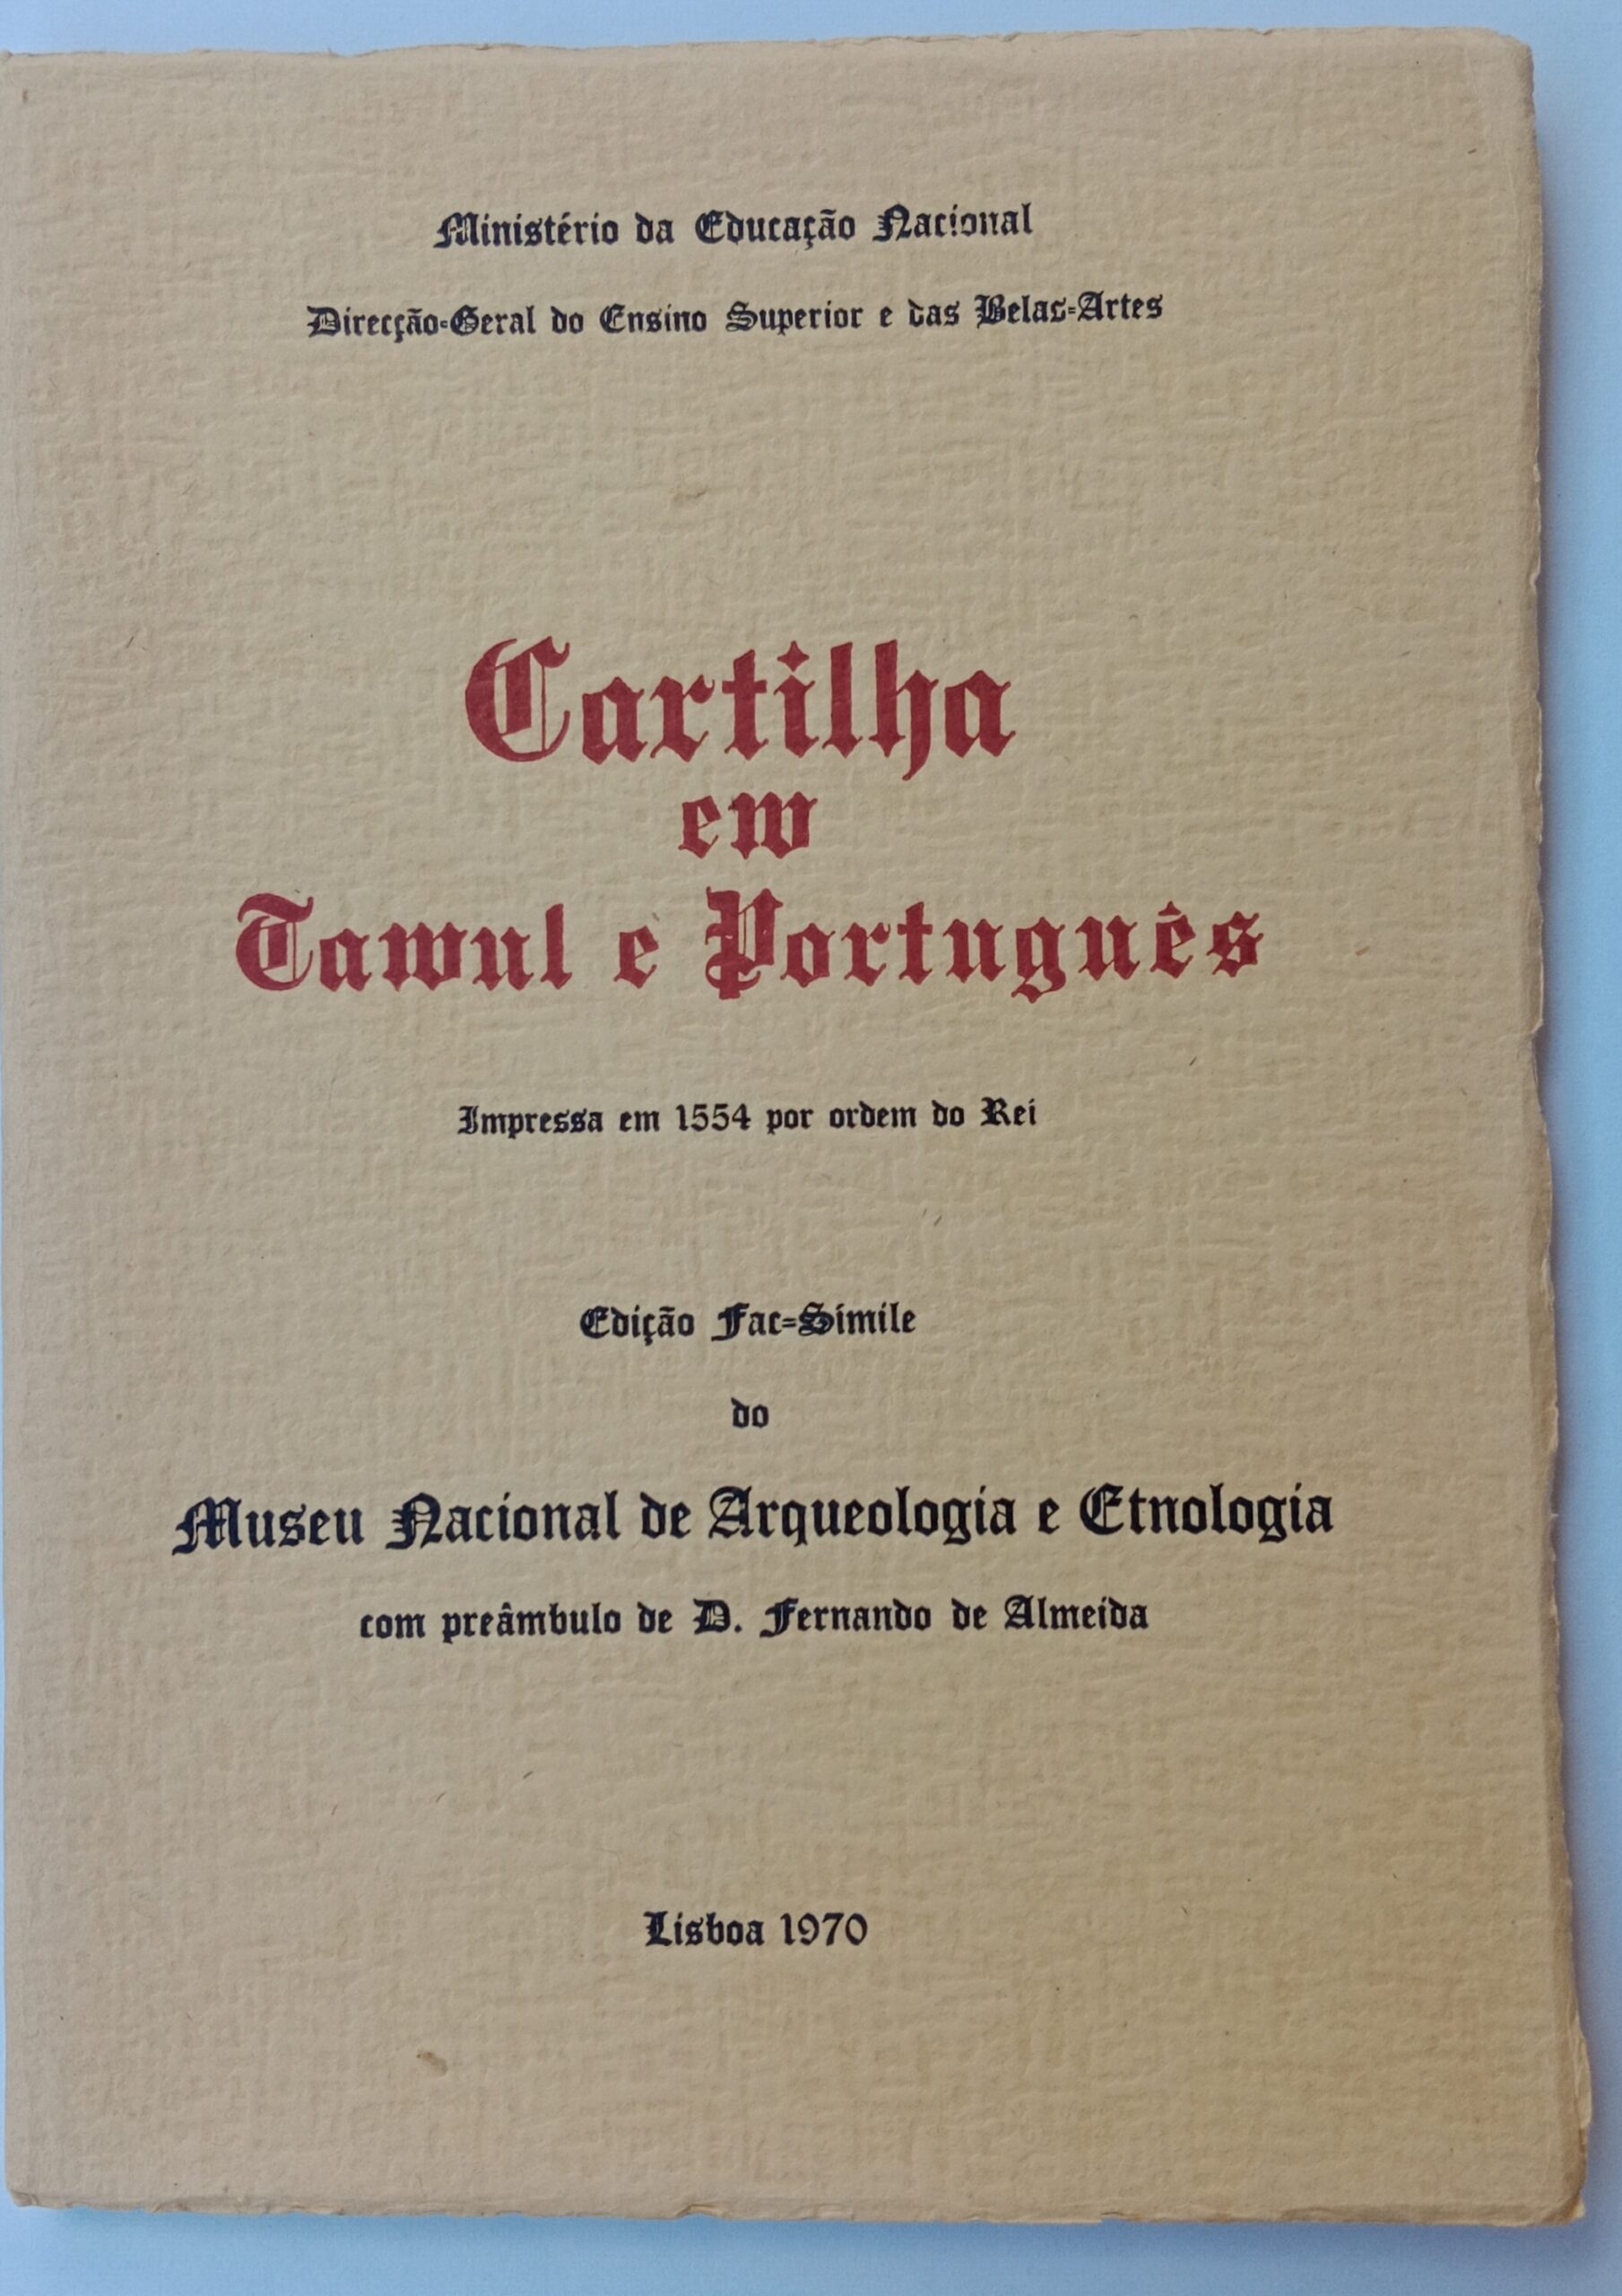 Ministério da Educação Nacional
Direcção-Geral do Ensino Superior e das Belas-Artes
Cartilha
em
Tamul e Português
Impressa em 1554 por ordem do Rei
Edição Fac-Símile
do
Museu Nacional de Arqueologia e Etnologia
com preâmbulo de D. Fernando de Almeida
Lisboa 1970